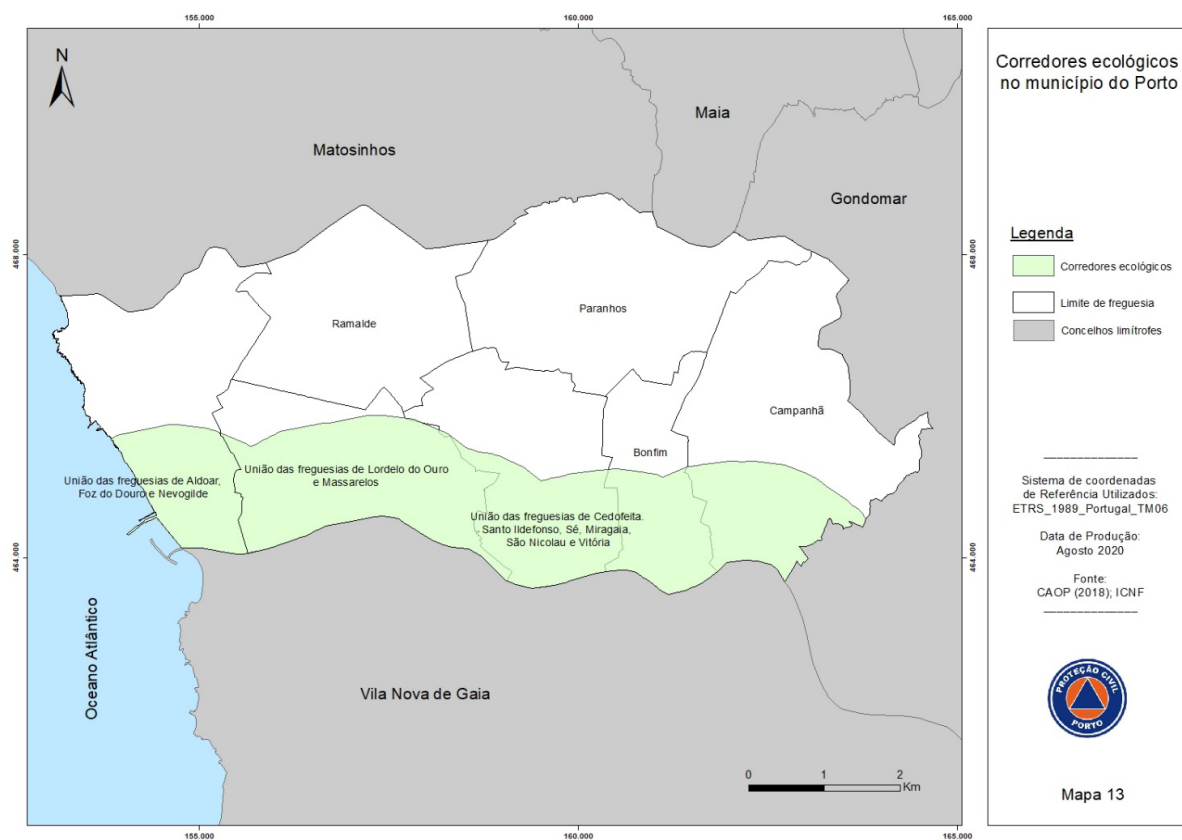 155.000
160.000
165.000
N
Matosinhos
Maia
Gondomar
468.000
468.000
Ramalde
Paranhos
Campanhã
Bonfim
União das freguesias de Aldoar,
Foz do Douro e Nevogilde
União das freguesias de Lordelo do Ouro
e Massarelos
União das freguesias de Cedofeita.
Santo Ildefonso, Sé, Miragaia,
São Nicolau e Vitória
464.000
464.000
Oceano Atlântico
Vila Nova de Gaia
0 1 2
Km
155.000
160.000
165.000
Corredores ecológicos
no município do Porto
Legenda
Corredores ecológicos
Limite de freguesia
Concelhos limítrofes
Sistema de coordenadas
de Referência Utilizados:
ETRS_1989_Portugal_TM06
Data de Produção:
Agosto 2020
Fonte:
CAOP (2018); ICNF
PROTEÇÃO CIVIL
PORTO
Mapa 13